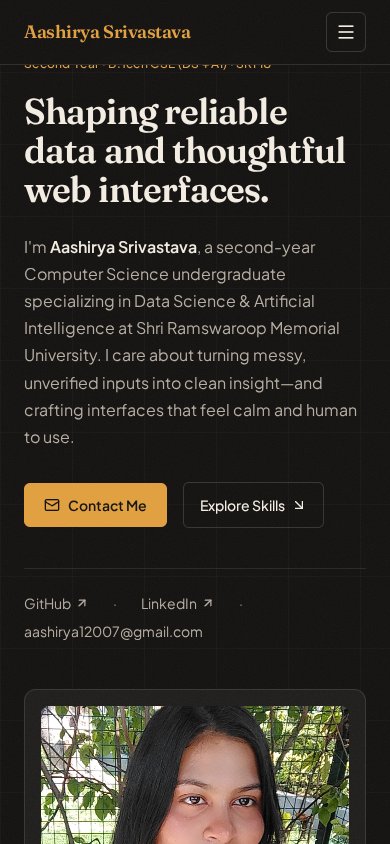 Aashirya Srivastava
Shaping reliable
data and thoughtful
web interfaces.
I'm Aashirya Srivastava, a second-year
Computer Science undergraduate
specializing in Data Science & Artificial
Intelligence at Shri Ramswaroop Memorial
University. I care about turning messy,
unverified inputs into clean insight—and
crafting interfaces that feel calm and human
to use.
Contact Me
Explore Skills ↘
GitHub ↗ · LinkedIn ↗ ·
aashirya12007@gmail.com